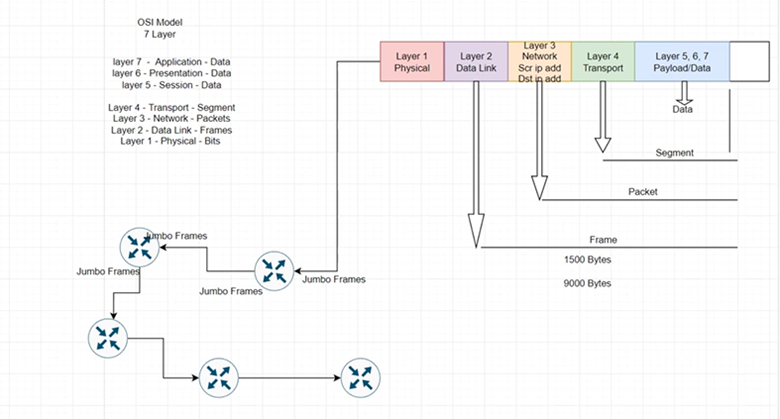 OSI Model
7 Layer
layer 7 - Application - Data
layer 6 - Presentation - Data
layer 5 - Session - Data
Layer 4 - Transport - Segment
Layer 3 - Network - Packets
Layer 2 - Data Link - Frames
Layer 1 - Physical - Bits
Layer 1
Physical
Layer 2
Data Link
Layer 3
Network
Scr ip add
Dst ip add
Layer 4
Transport
Layer 5, 6, 7
Payload/Data
Data
Segment
Packet
Frame
1500 Bytes
9000 Bytes
Jumbo Frames
Jumbo Frames
Jumbo Frames
Jumbo Frames